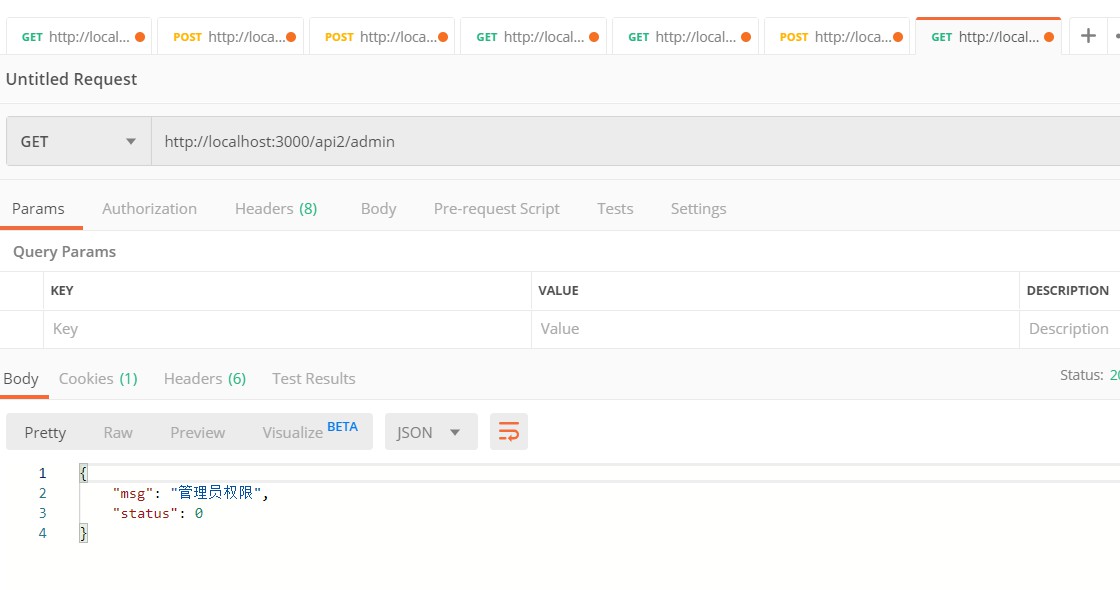 GET http://local... POST http://loca... POST http://loca... GET http://local... GET http://local... POST http://loca... GET http://local... +
Untitled Request
GET http://localhost:3000/api2/admin
Params Authorization Headers (8) Body Pre-request Script Tests Settings
Query Params
KEY VALUE DESCRIPTION
Key Value Description
Body Cookies (1) Headers (6) Test Results Status: 20
Pretty Raw Preview Visualize BETA JSON
1 {
2 "msg": "管理员权限",
3 "status": 0
4 }